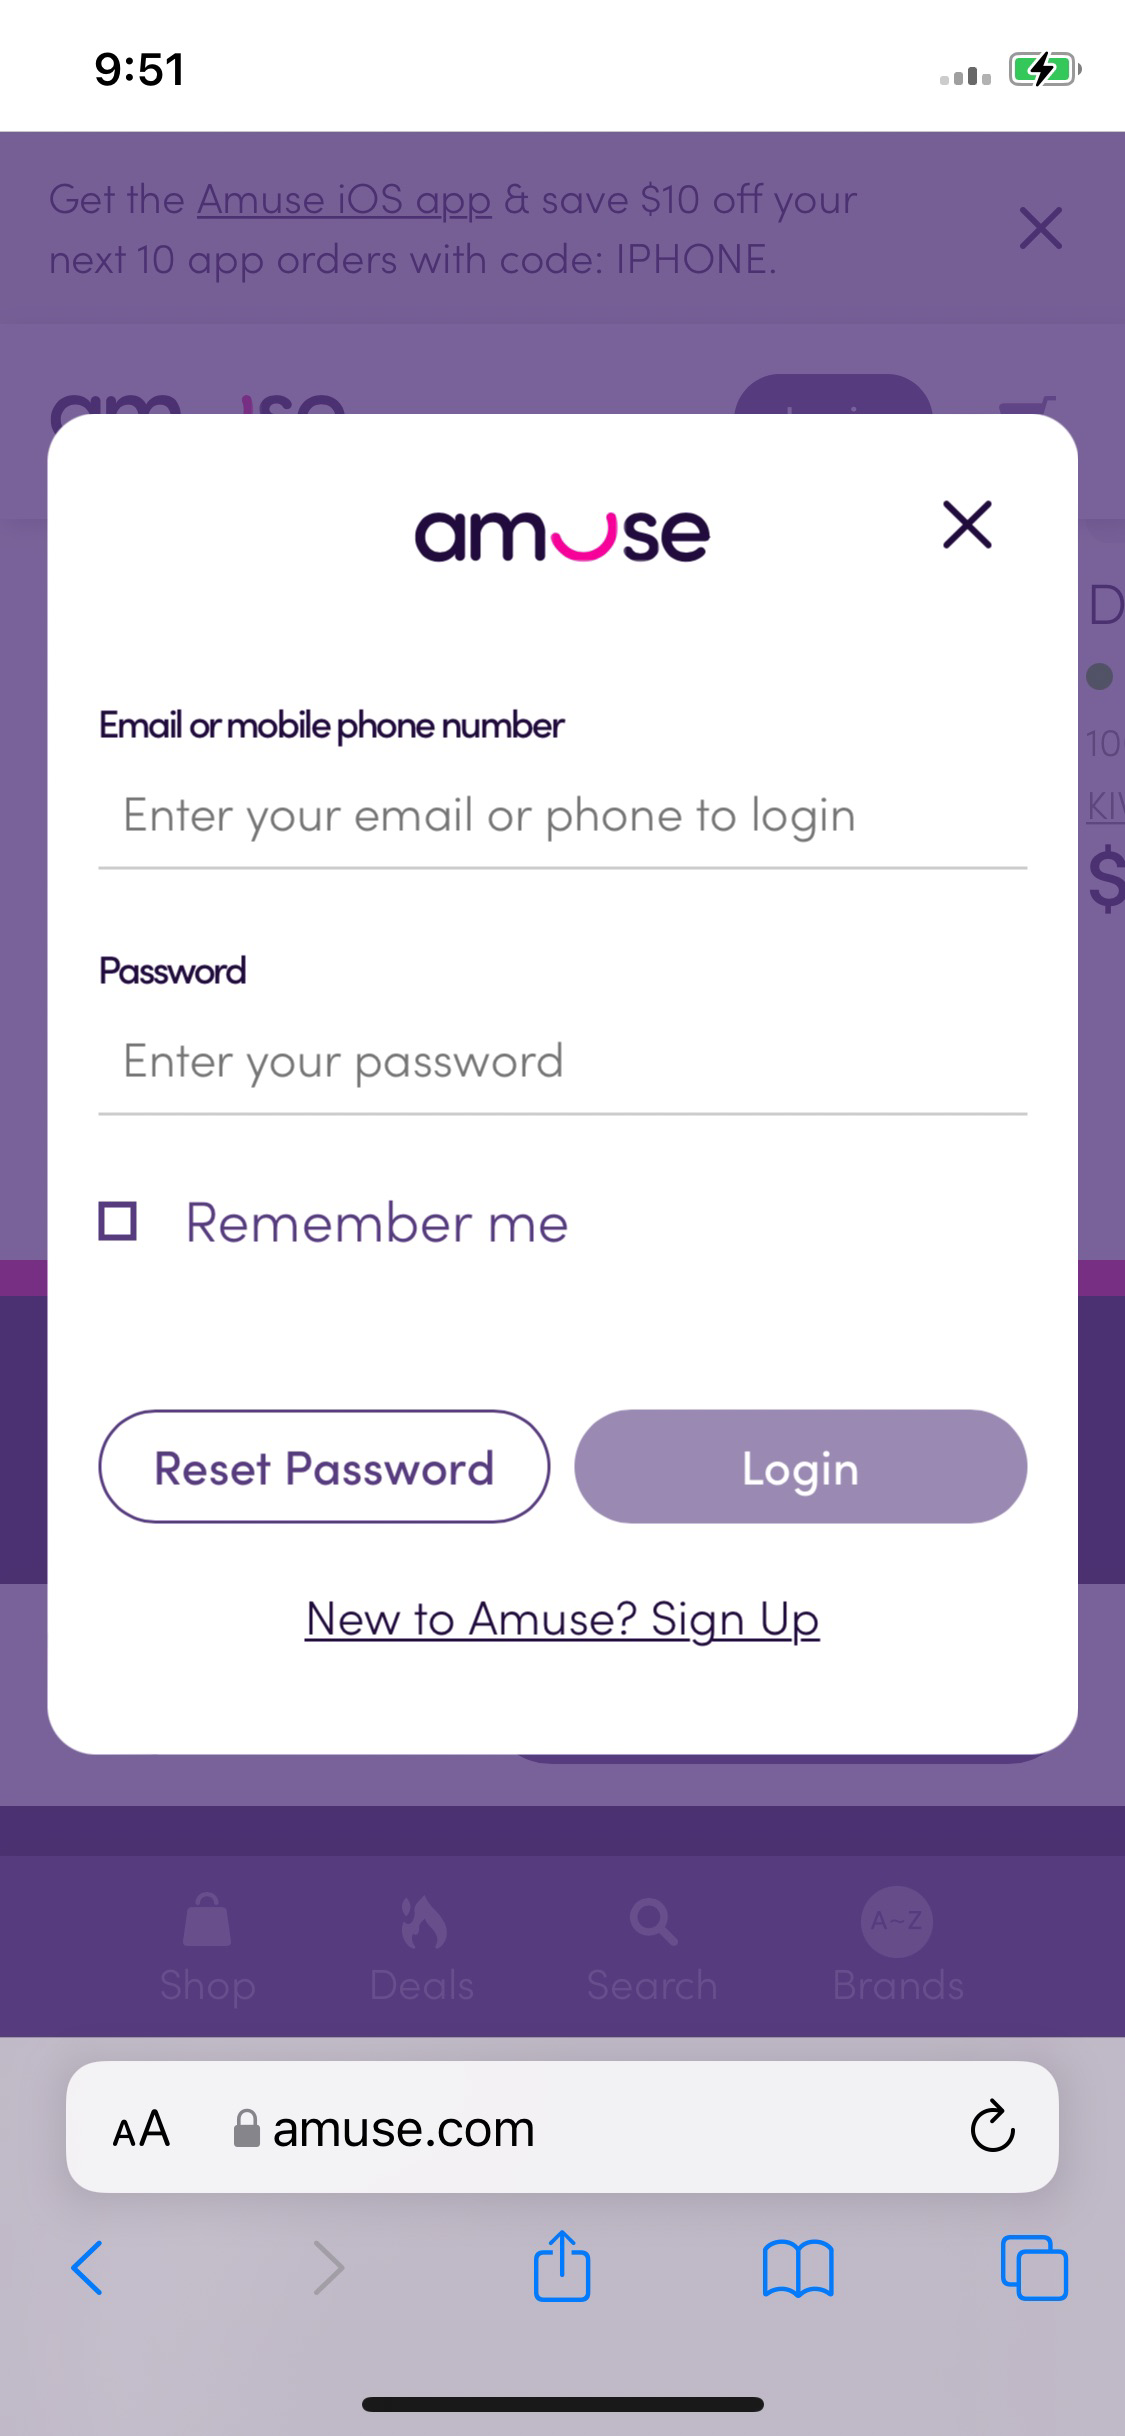 9:51
Get the Amuse iOS app & save $10 off your
next 10 app orders with code: IPHONE.
amuse
Email or mobile phone number
Enter your email or phone to login
Password
Enter your password
Remember me
Reset Password
Login
New to Amuse? Sign Up
$
Shop
Deals
Search
A~Z
Brands
AA
amuse.com